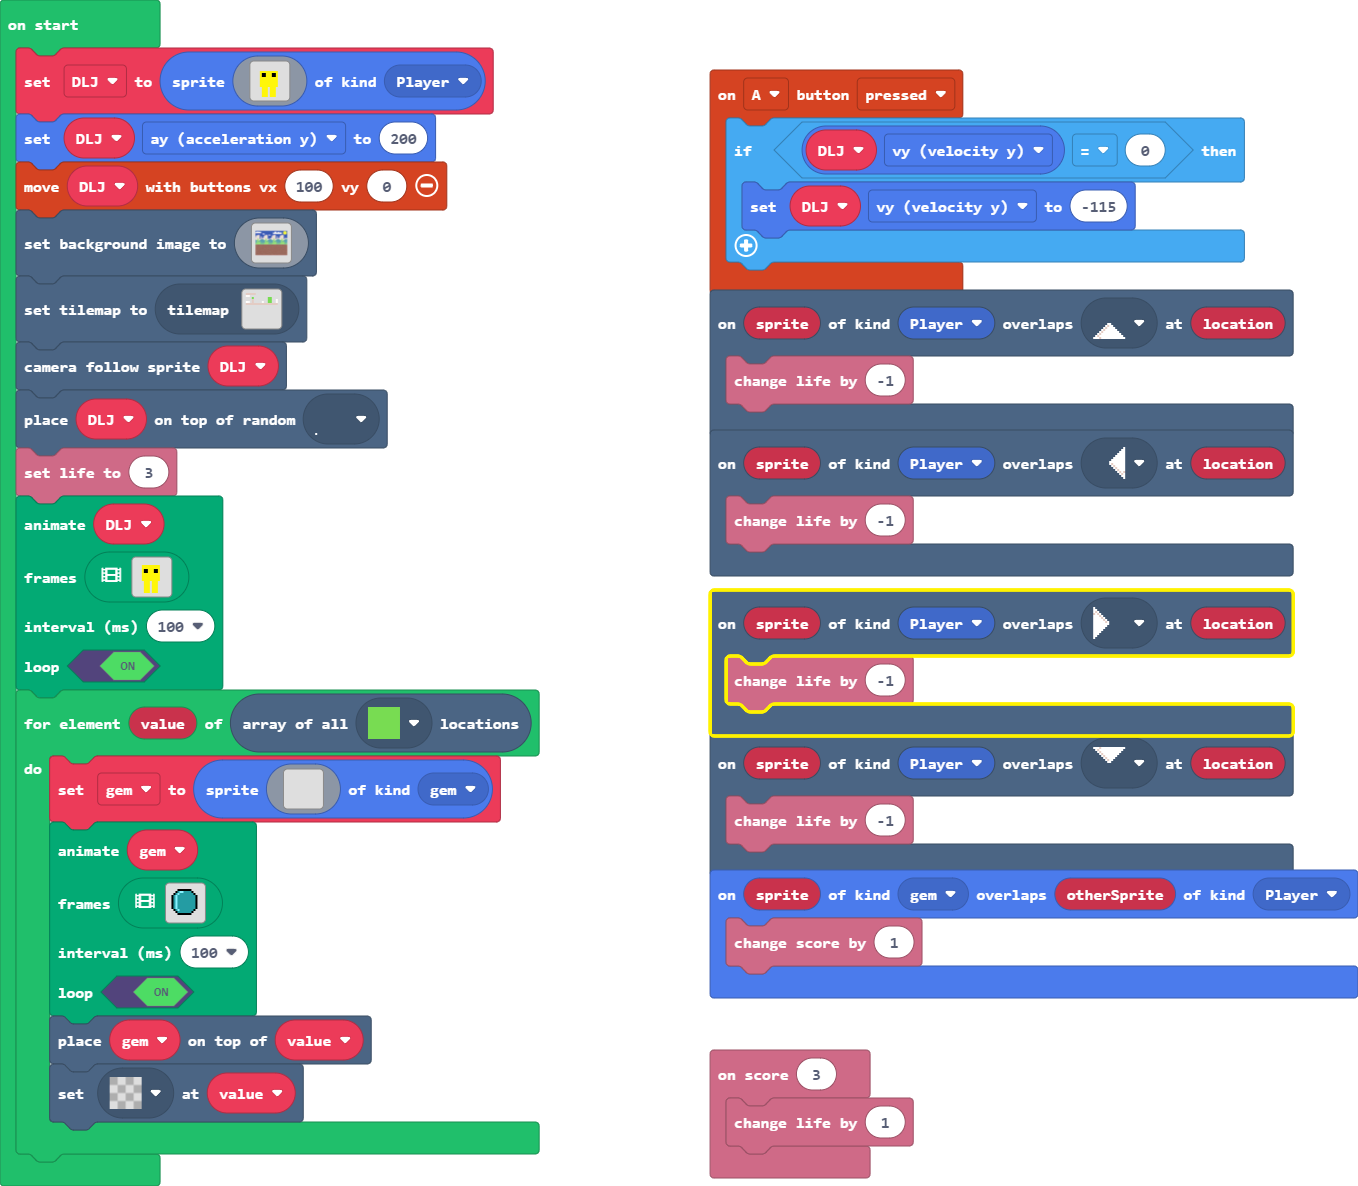 on start
set DLJ to sprite of kind Player
set DLJ ay (acceleration y) to 200
move DLJ with buttons vx 100 vy 0
set background image to
set tilemap to tilemap
camera follow sprite DLJ
place DLJ on top of random
set life to 3
animate DLJ
frames
interval (ms) 100
loop ON
for element value of array of all locations
do
set gem to sprite of kind gem
animate gem
frames
interval (ms) 100
loop ON
place gem on top of value
set at value
on A button pressed
if DLJ vy (velocity y) = 0 then
set DLJ vy (velocity y) to -115
on sprite of kind Player overlaps at location
change life by -1
on sprite of kind Player overlaps at location
change life by -1
on sprite of kind Player overlaps at location
change life by -1
on sprite of kind Player overlaps at location
change life by -1
on sprite of kind gem overlaps otherSprite of kind Player
change score by 1
on score 3
change life by 1